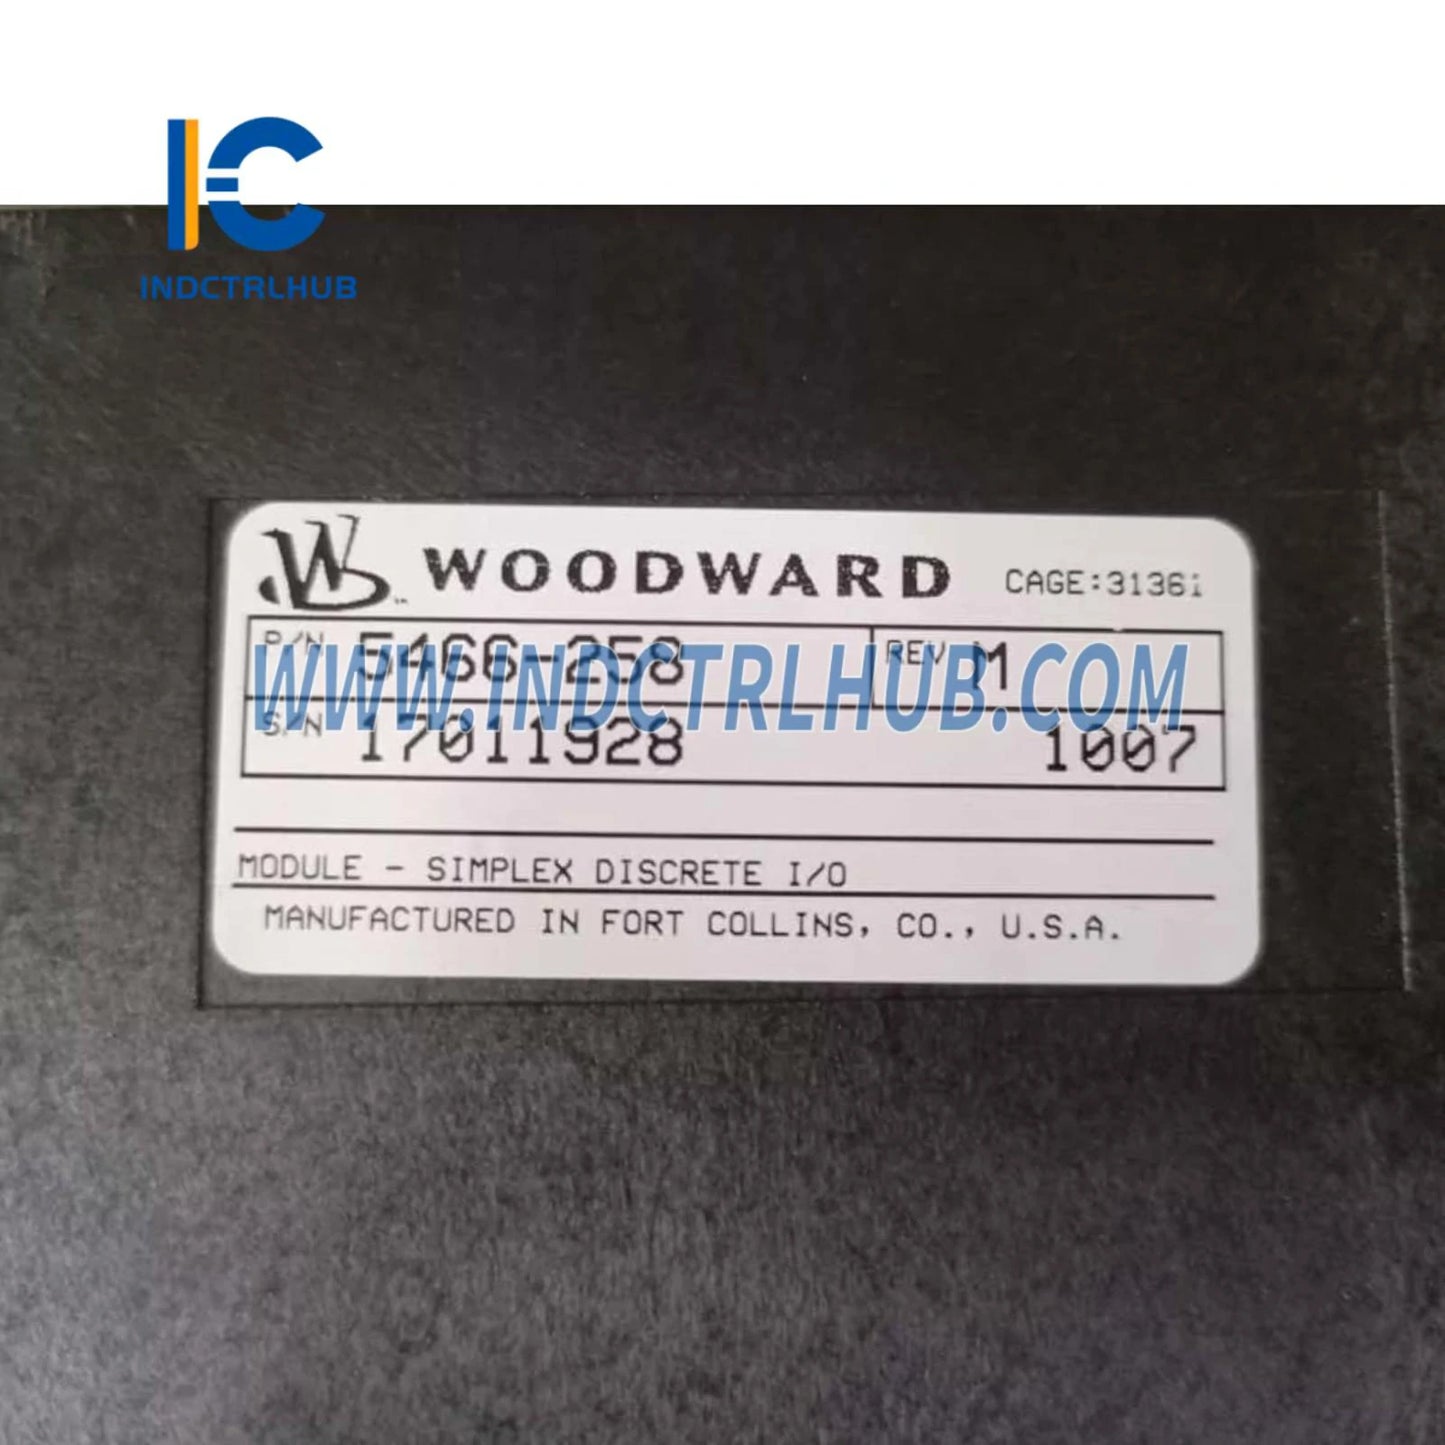 INDCTRLHUB
WOODWARD CAGE:31361
P/N 5466-258 REV M
WWW.INDCTRLHUB.COM
S/N 17011928 1007
MODULE - SIMPLEX DISCRETE I/O
MANUFACTURED IN FORT COLLINS, CO., U.S.A.